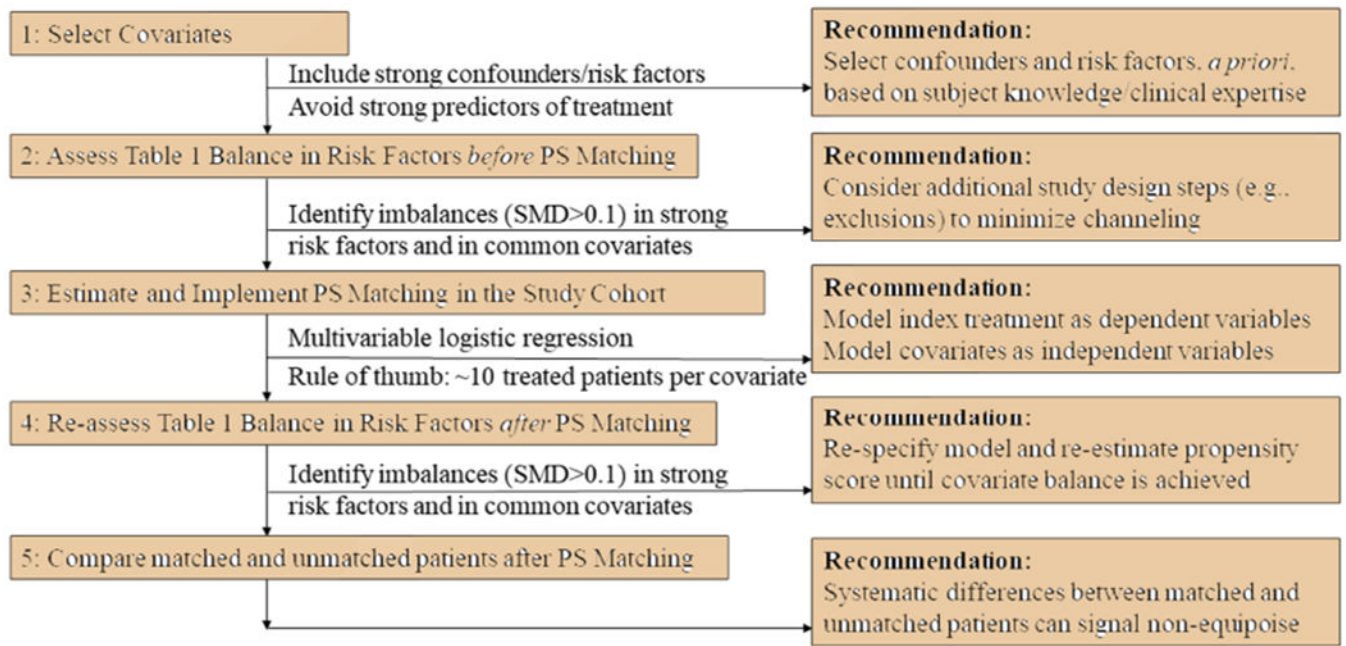 1: Select Covariates
Include strong confounders/risk factors
Avoid strong predictors of treatment
Recommendation:
Select confounders and risk factors, a priori,
based on subject knowledge/clinical expertise
2: Assess Table 1 Balance in Risk Factors before PS Matching
Identify imbalances (SMD>0.1) in strong
risk factors and in common covariates
Recommendation:
Consider additional study design steps (e.g.,
exclusions) to minimize channeling
3: Estimate and Implement PS Matching in the Study Cohort
Multivariable logistic regression
Rule of thumb: ~10 treated patients per covariate
Recommendation:
Model index treatment as dependent variables
Model covariates as independent variables
4: Re-assess Table 1 Balance in Risk Factors after PS Matching
Identify imbalances (SMD>0.1) in strong
risk factors and in common covariates
Recommendation:
Re-specify model and re-estimate propensity
score until covariate balance is achieved
5: Compare matched and unmatched patients after PS Matching
Recommendation:
Systematic differences between matched and
unmatched patients can signal non-equipoise